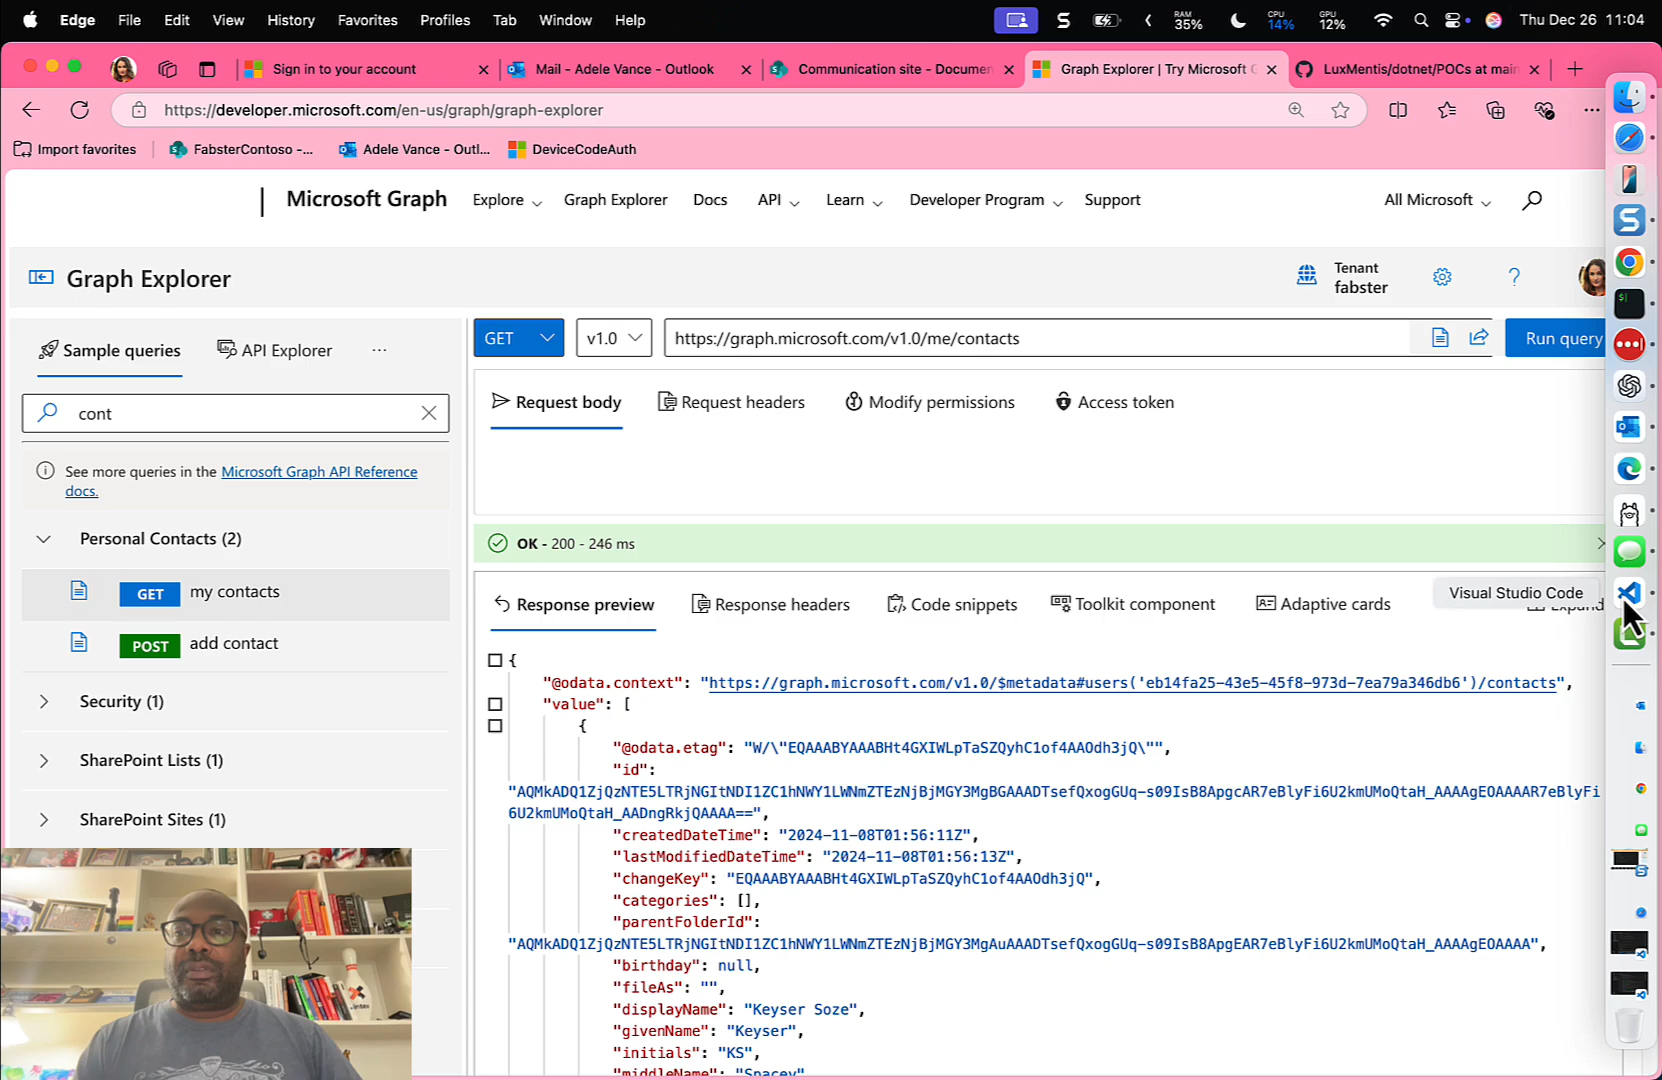 Edge File Edit View History Favorites Profiles Tab Window Help RAM 35% CPU 14% GPU 12% Thu Dec 26 11:04
Sign in to your account Mail - Adele Vance - Outlook Communication site - Documen Graph Explorer | Try Microsoft G LuxMentis/dotnet/POCs at main
https://developer.microsoft.com/en-us/graph/graph-explorer
Import favorites FabsterContoso -... Adele Vance - Outl... DeviceCodeAuth
Microsoft Graph Explore Graph Explorer Docs API Learn Developer Program Support All Microsoft
Graph Explorer Tenant
fabster
Sample queries API Explorer ...
GET v1.0 https://graph.microsoft.com/v1.0/me/contacts Run query
cont
Request body Request headers Modify permissions Access token
See more queries in the Microsoft Graph API Reference
docs.
Personal Contacts (2)
GET my contacts
POST add contact
Security (1)
SharePoint Lists (1)
SharePoint Sites (1)
OK - 200 - 246 ms
Response preview Response headers Code snippets Toolkit component Adaptive cards Expand
Visual Studio Code
{
"@odata.context": "https://graph.microsoft.com/v1.0/$metadata#users('eb14fa25-43e5-45f8-973d-7ea79a346db6')/contacts",
"value": [
{
"@odata.etag": "W/\"EQAAABYAAABHt4GXIWLpTaSZQyhC1of4AAOdh3jQ\"",
"id":
"AQMkADQ1ZjQzNTE5LTRjNGItNDI1ZC1hNWY1LWNmZTEzNjBjMGY3MgBGAAADTsefQxogGUq-s09IsB8ApgcAR7eBlyFi6U2kmUMoQtaH_AAAAgEOAAAAR7eBlyFi
6U2kmUMoQtaH_AADngRkjQAAAA==",
"createdDateTime": "2024-11-08T01:56:11Z",
"lastModifiedDateTime": "2024-11-08T01:56:13Z",
"changeKey": "EQAAABYAAABHt4GXIWLpTaSZQyhC1of4AAOdh3jQ",
"categories": [],
"parentFolderId":
"AQMkADQ1ZjQzNTE5LTRjNGItNDI1ZC1hNWY1LWNmZTEzNjBjMGY3MgAuAAADTsefQxogGUq-s09IsB8ApgEAR7eBlyFi6U2kmUMoQtaH_AAAAgEOAAAA",
"birthday": null,
"fileAs": "",
"displayName": "Keyser Soze",
"givenName": "Keyser",
"initials": "KS",
"middleName": "Spacey",